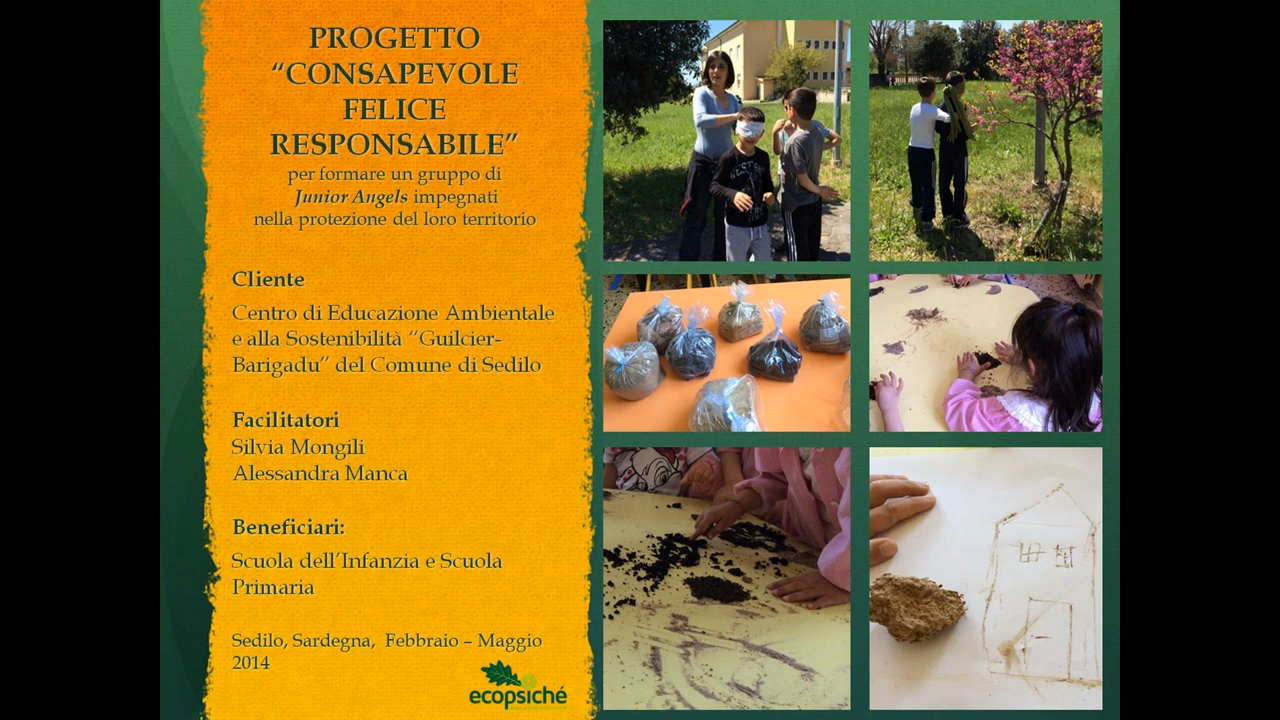 PROGETTO
“CONSAPEVOLE
FELICE
RESPONSABILE”
per formare un gruppo di
Junior Angels impegnati
nella protezione del loro territorio
Cliente
Centro di Educazione Ambientale
e alla Sostenibilità “Guilcier-
Barigadu” del Comune di Sedilo
Facilitatori
Silvia Mongili
Alessandra Manca
Beneficiari:
Scuola dell’Infanzia e Scuola
Primaria
Sedilo, Sardegna, Febbraio – Maggio
2014
ecopsiché